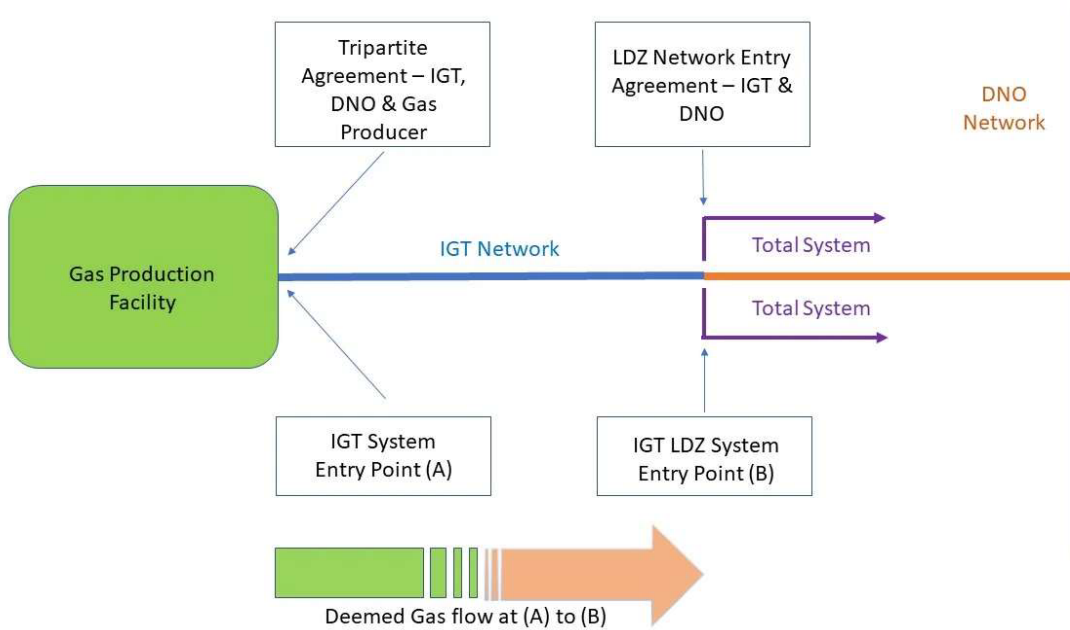 Tripartite
Agreement – IGT,
DNO & Gas
Producer
LDZ Network Entry
Agreement – IGT &
DNO
DNO
Network
Gas Production
Facility
IGT Network
Total System
Total System
IGT System
Entry Point (A)
IGT LDZ System
Entry Point (B)
Deemed Gas flow at (A) to (B)